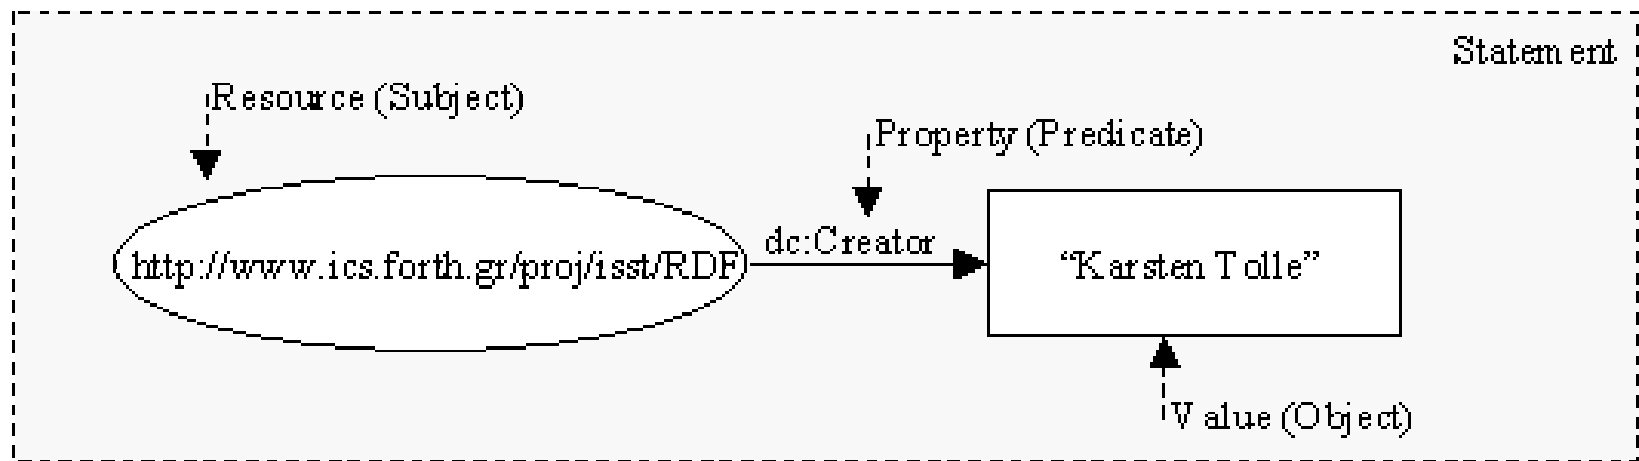 Statement
Resource (Subject)
Property (Predicate)
dc:Creator
http://www.ics.forth.gr/proj/isst/RDF
“Karsten Tolle”
Value (Object)